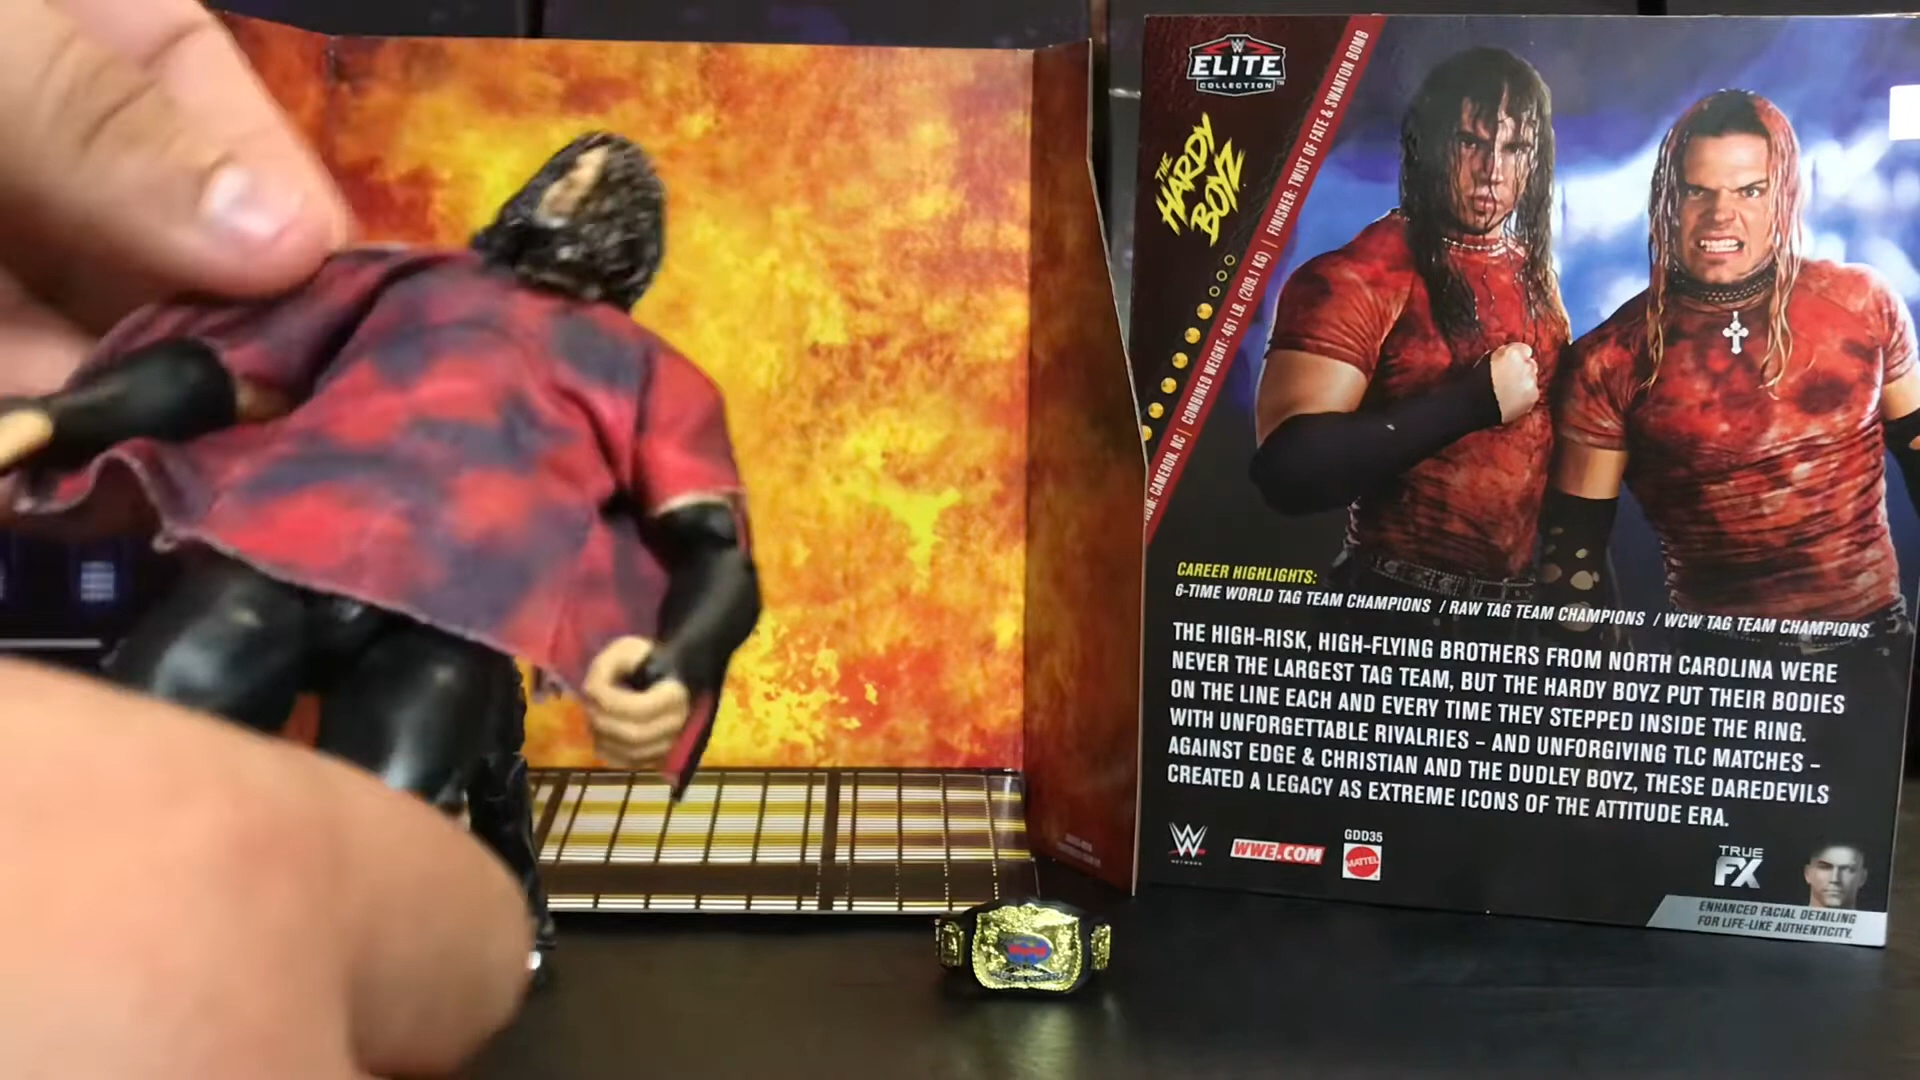 W
ELITE
COLLECTION™
THE
HARDY
BOYZ
FROM: CAMERON, NC | COMBINED WEIGHT: 461 LB. (209.1 KG) | FINISHER: TWIST OF FATE & SWANTON BOMB
CAREER HIGHLIGHTS:
6-TIME WORLD TAG TEAM CHAMPIONS / RAW TAG TEAM CHAMPIONS / WCW TAG TEAM CHAMPIONS
THE HIGH-RISK, HIGH-FLYING BROTHERS FROM NORTH CAROLINA WERE
NEVER THE LARGEST TAG TEAM, BUT THE HARDY BOYZ PUT THEIR BODIES
ON THE LINE EACH AND EVERY TIME THEY STEPPED INSIDE THE RING.
WITH UNFORGETTABLE RIVALRIES – AND UNFORGIVING TLC MATCHES –
AGAINST EDGE & CHRISTIAN AND THE DUDLEY BOYZ, THESE DAREDEVILS
CREATED A LEGACY AS EXTREME ICONS OF THE ATTITUDE ERA.
W
NETWORK
WWE.COM
GDD35
MATTEL
TRUE
FX
ENHANCED FACIAL DETAILING
FOR LIFE-LIKE AUTHENTICITY.